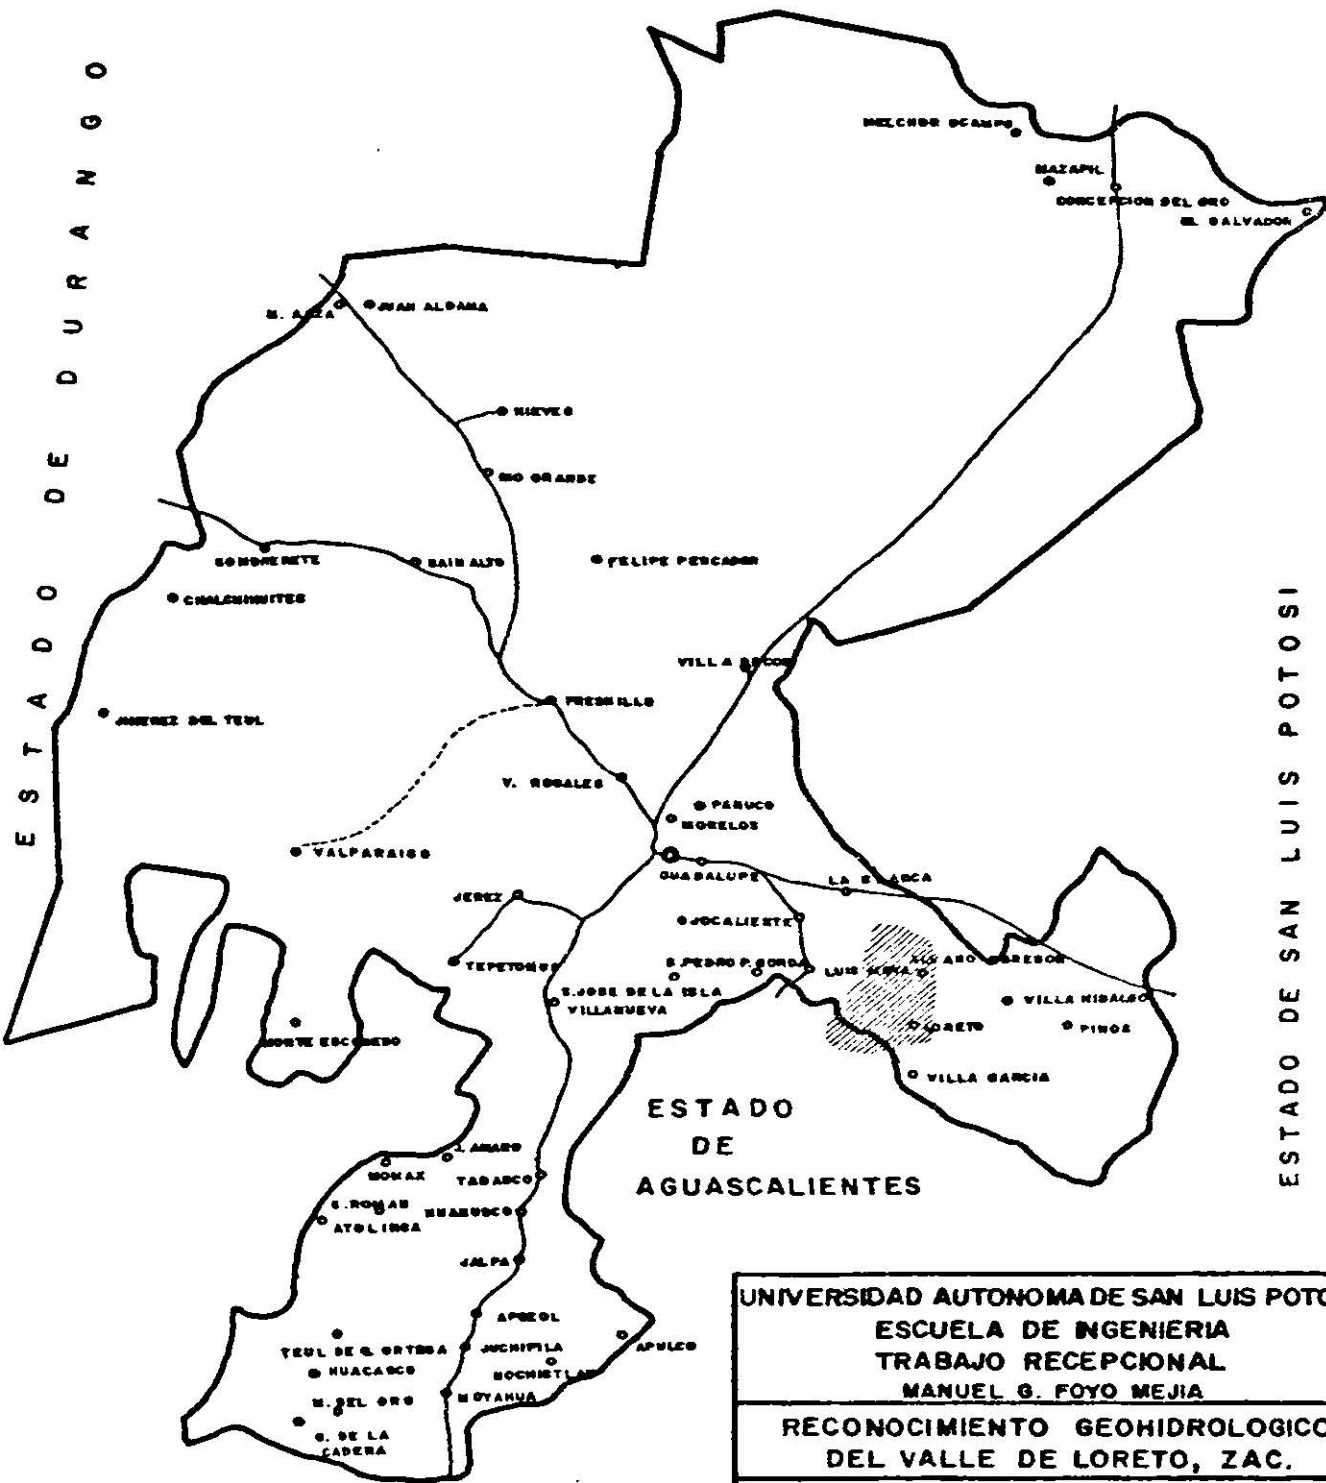 ESTADO DE DURANGO
MELCHOR OCAMPO
MAZAPIL
CONCEPCION DEL ORO
EL SALVADOR
JUAN ALDAMA
NIEVES
RIO GRANDE
SOMBRERETE
SAIN ALTO
FELIPE PESCADOR
CHALCHIHUITES
VILLA
JIMENEZ DEL TEUL
FRESNILLO
V. ROSALES
PANUCO
MORELOS
VALPARAISO
GUADALUPE
LA BLANCA
JEREZ
OJOCALIENTE
TEPETONGO
S. PEDRO P. GORDA
LUIS MOYA
ALVARO OBREGON
S. JOSE DE LA ISLA
VILLANUEVA
VILLA HIDALGO
LORETO
PINOS
MONTE ESCOBEDO
VILLA GARCIA
ESTADO
DE
AGUASCALIENTES
ESTADO DE SAN LUIS POTOSI
J. AMARO
MOMAX
TABASCO
S. ROMAN
HUANUSCO
ATOLINGA
JALPA
APOZOL
TEUL DE G. ORTEGA
JUCHIPILA
APULCO
HUACASCO
NOCHISTLAN
M. DEL ORO
MOYAHUA
G. DE LA
CADENA
UNIVERSIDAD AUTONOMA DE SAN LUIS POTO
ESCUELA DE INGENIERIA
TRABAJO RECEPCIONAL
MANUEL G. FOYO MEJIA
RECONOCIMIENTO GEOHIDROLOGICO
DEL VALLE DE LORETO, ZAC.